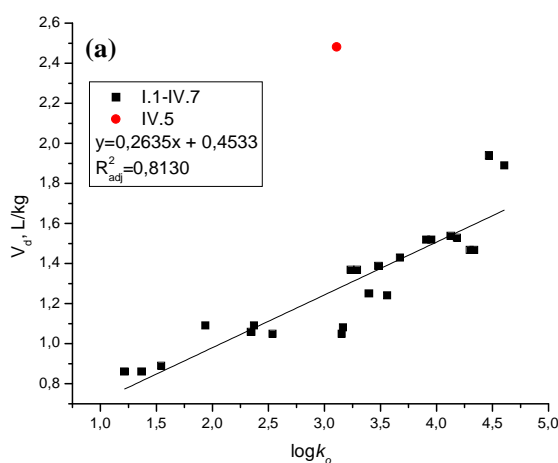 (a)
2,6
2,4
2,2
2,0
1,8
1,6
1,4
1,2
1,0
0,8
V_d, L/kg
I.1-IV.7
IV.5
y=0,2635x + 0,4533
R²adj=0,8130
1,0 1,5 2,0 2,5 3,0 3,5 4,0 4,5 5,0
logk_o